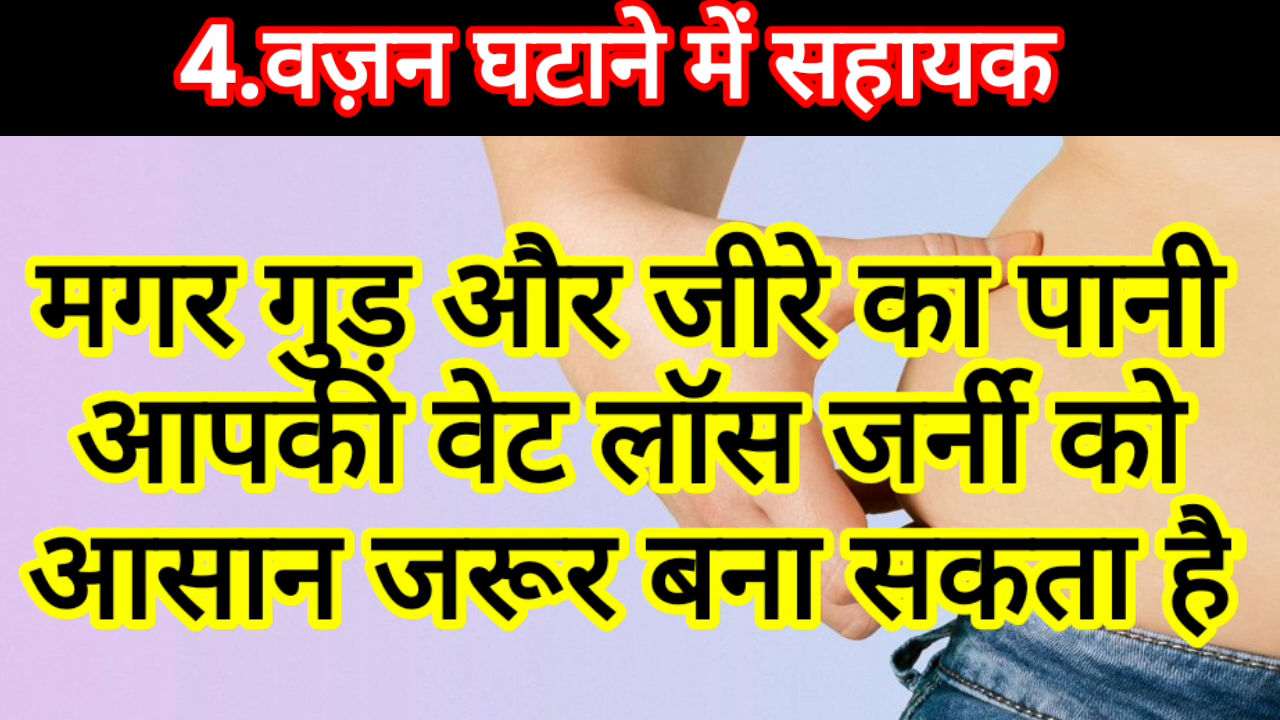 4.वज़न घटाने में सहायक
मगर गुड़ और जीरे का पानी
आपकी वेट लॉस जर्नी को
आसान जरूर बना सकता है